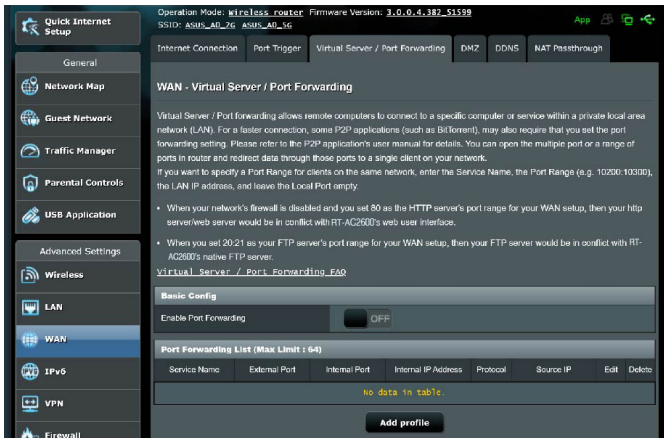 Quick Internet
Setup
General
Network Map
Guest Network
Traffic Manager
Parental Controls
USB Application
Advanced Settings
Wireless
LAN
WAN
IPv6
VPN
Firewall
Operation Mode: Wireless router Firmware Version: 3.0.0.4.382_51599
SSID: ASUS_A0_2G ASUS_A0_5G
App
Internet Connection Port Trigger Virtual Server / Port Forwarding DMZ DDNS NAT Passthrough
WAN - Virtual Server / Port Forwarding
Virtual Server / Port forwarding allows remote computers to connect to a specific computer or service within a private local area
network (LAN). For a faster connection, some P2P applications (such as BitTorrent), may also require that you set the port
forwarding setting. Please refer to the P2P application's user manual for details. You can open the multiple port or a range of
ports in router and redirect data through those ports to a single client on your network.
If you want to specify a Port Range for clients on the same network, enter the Service Name, the Port Range (e.g. 10200:10300),
the LAN IP address, and leave the Local Port empty.
• When your network's firewall is disabled and you set 80 as the HTTP server's port range for your WAN setup, then your http
server/web server would be in conflict with RT-AC2600's web user interface.
• When you set 20:21 as your FTP server's port range for your WAN setup, then your FTP server would be in conflict with RT-
AC2600's native FTP server.
Virtual Server / Port Forwarding FAQ
Basic Config
Enable Port Forwarding OFF
Port Forwarding List (Max Limit : 64)
Service Name External Port Internal Port Internal IP Address Protocol Source IP Edit Delete
No data in table.
Add profile